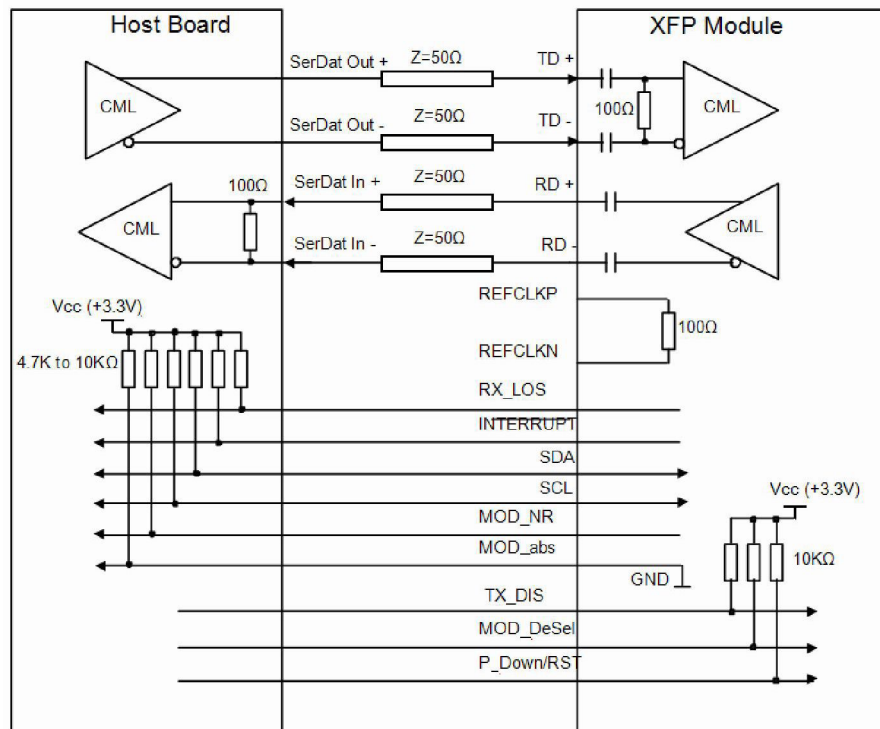 Host Board
XFP Module
SerDat Out +
Z=50Ω
TD +
CML
100Ω
CML
SerDat Out -
Z=50Ω
TD -
100Ω
SerDat In +
Z=50Ω
RD +
CML
CML
SerDat In -
Z=50Ω
RD -
REFCLKP
Vcc (+3.3V)
100Ω
REFCLKN
4.7K to 10KΩ
RX_LOS
INTERRUPT
SDA
SCL
Vcc (+3.3V)
MOD_NR
MOD_abs
10KΩ
GND
TX_DIS
MOD_DeSel
P_Down/RST